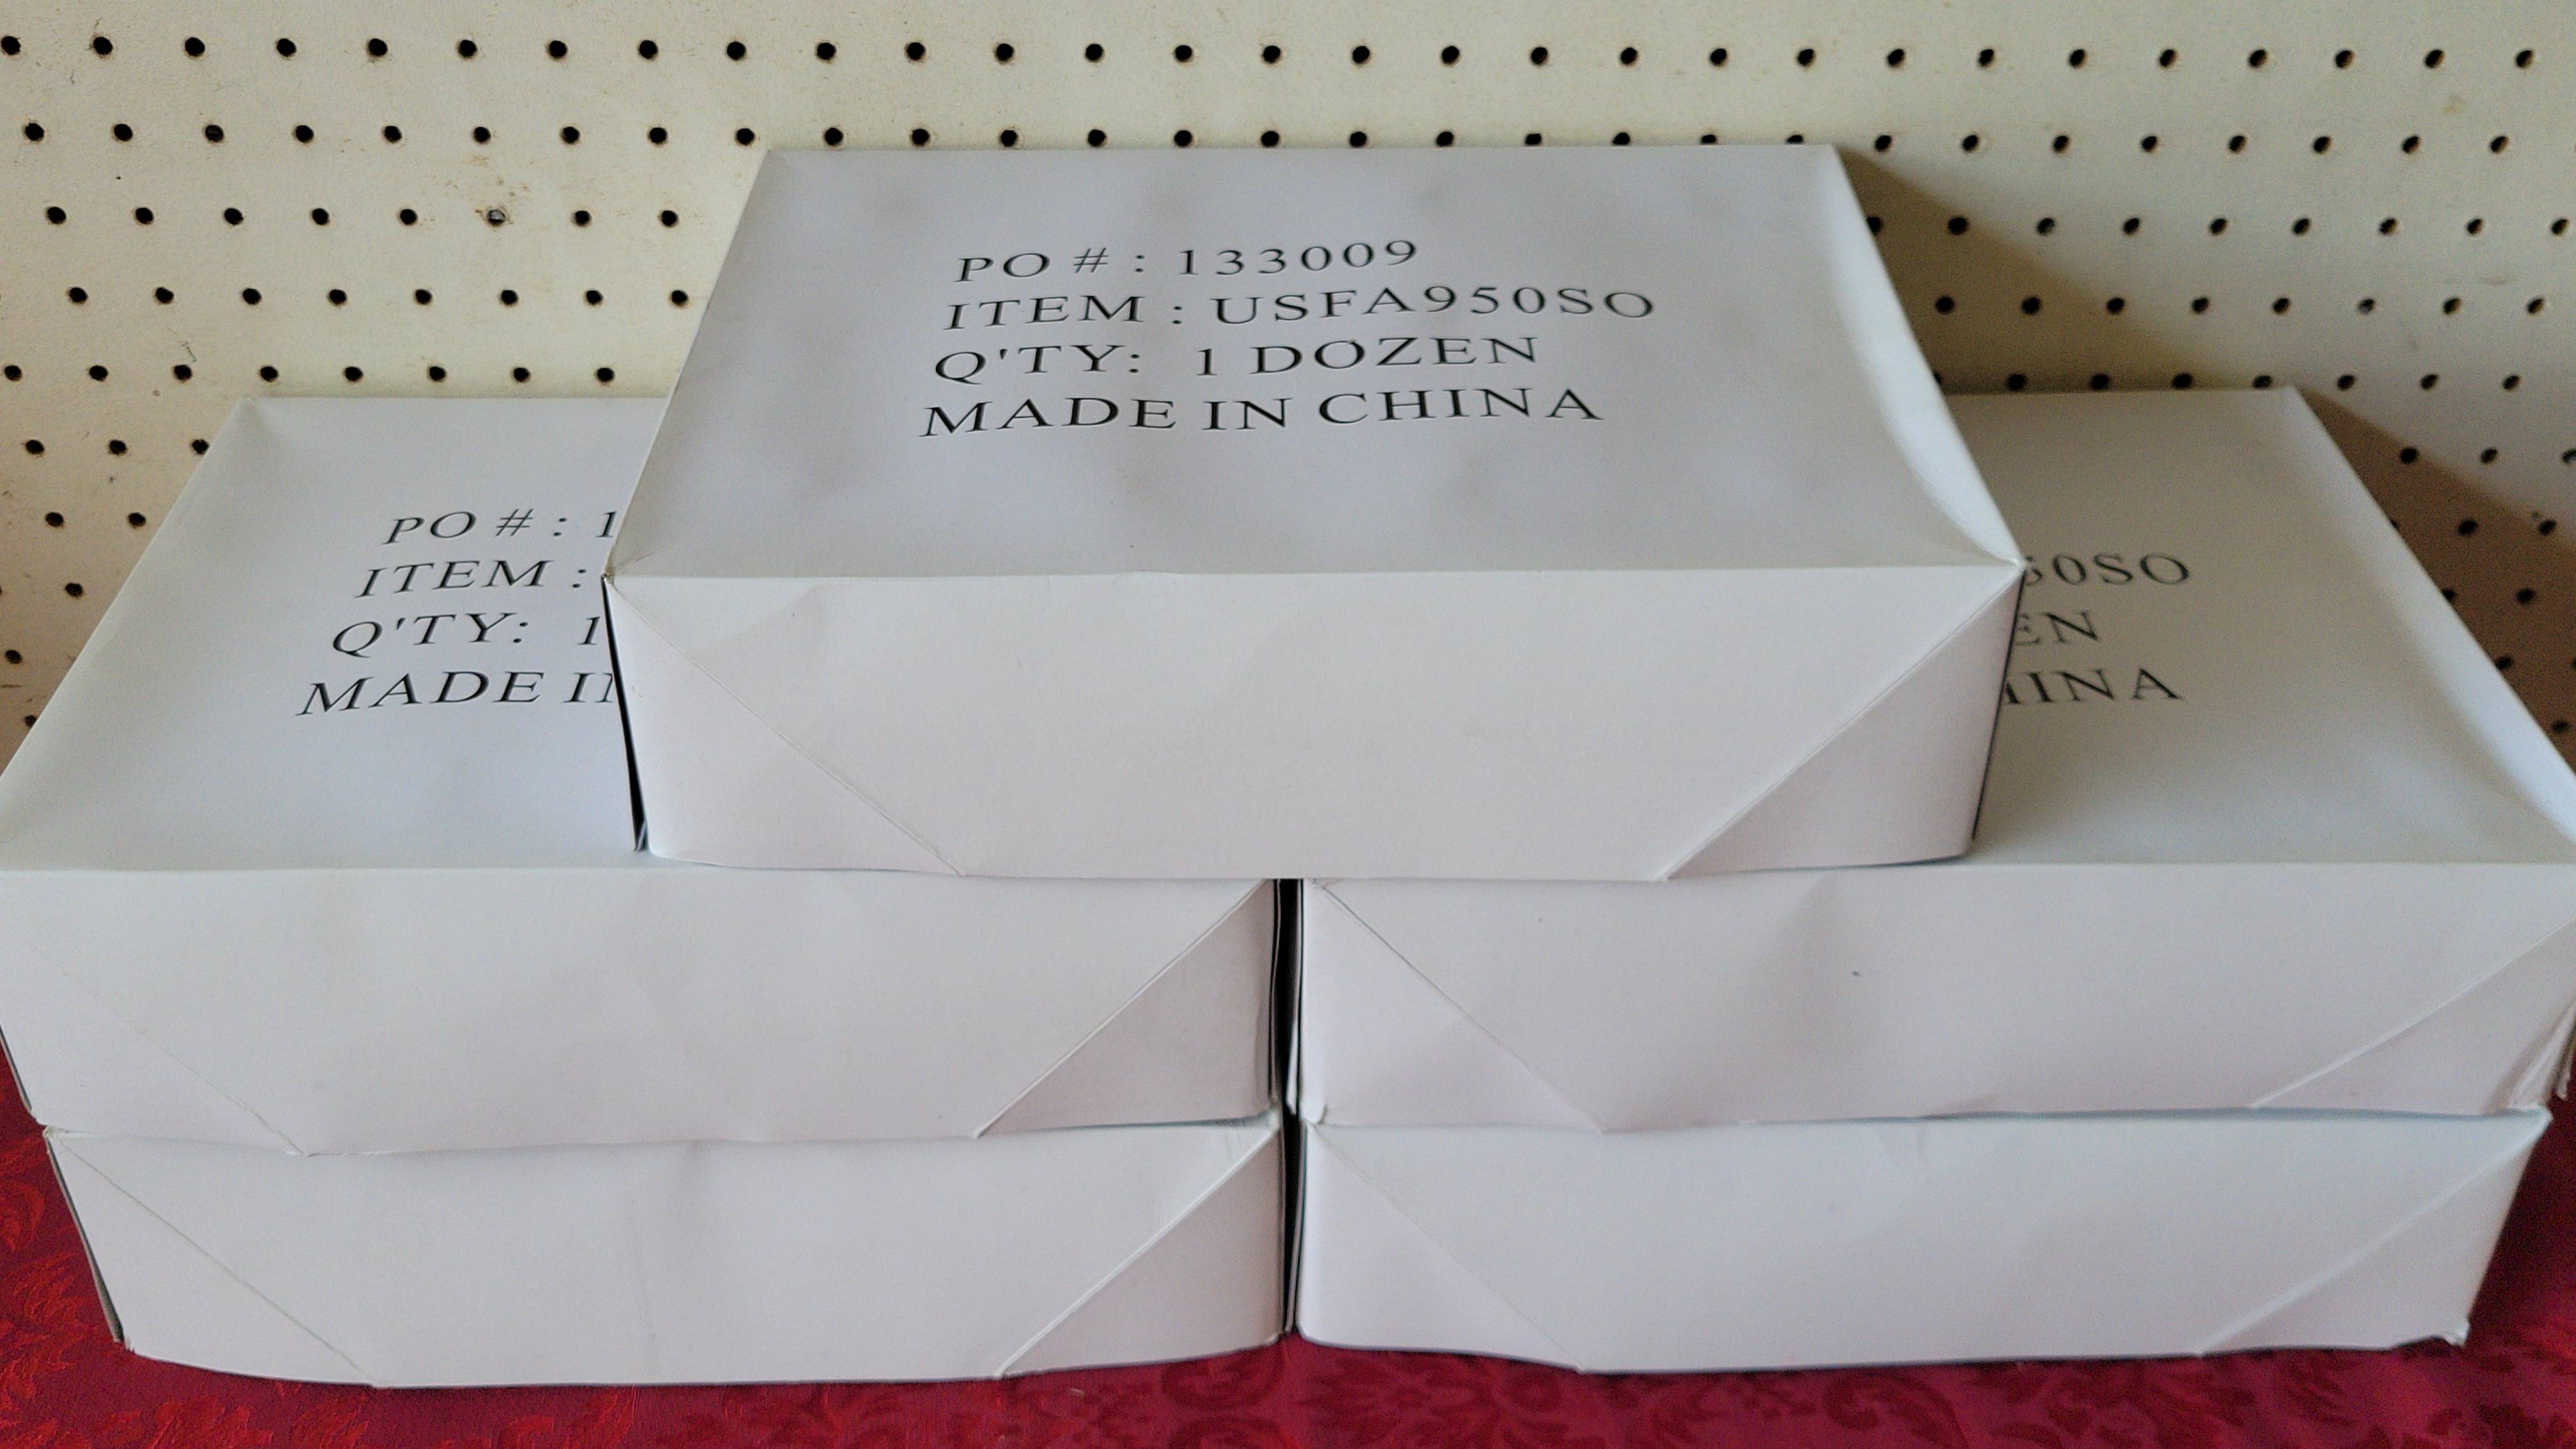 PO # : 133009
ITEM : USFA950SO
Q'TY: 1 DOZEN
MADE IN CHINA
PO # : 1
ITEM :
Q'TY: 1
MADE IN
50SO
EN
INA